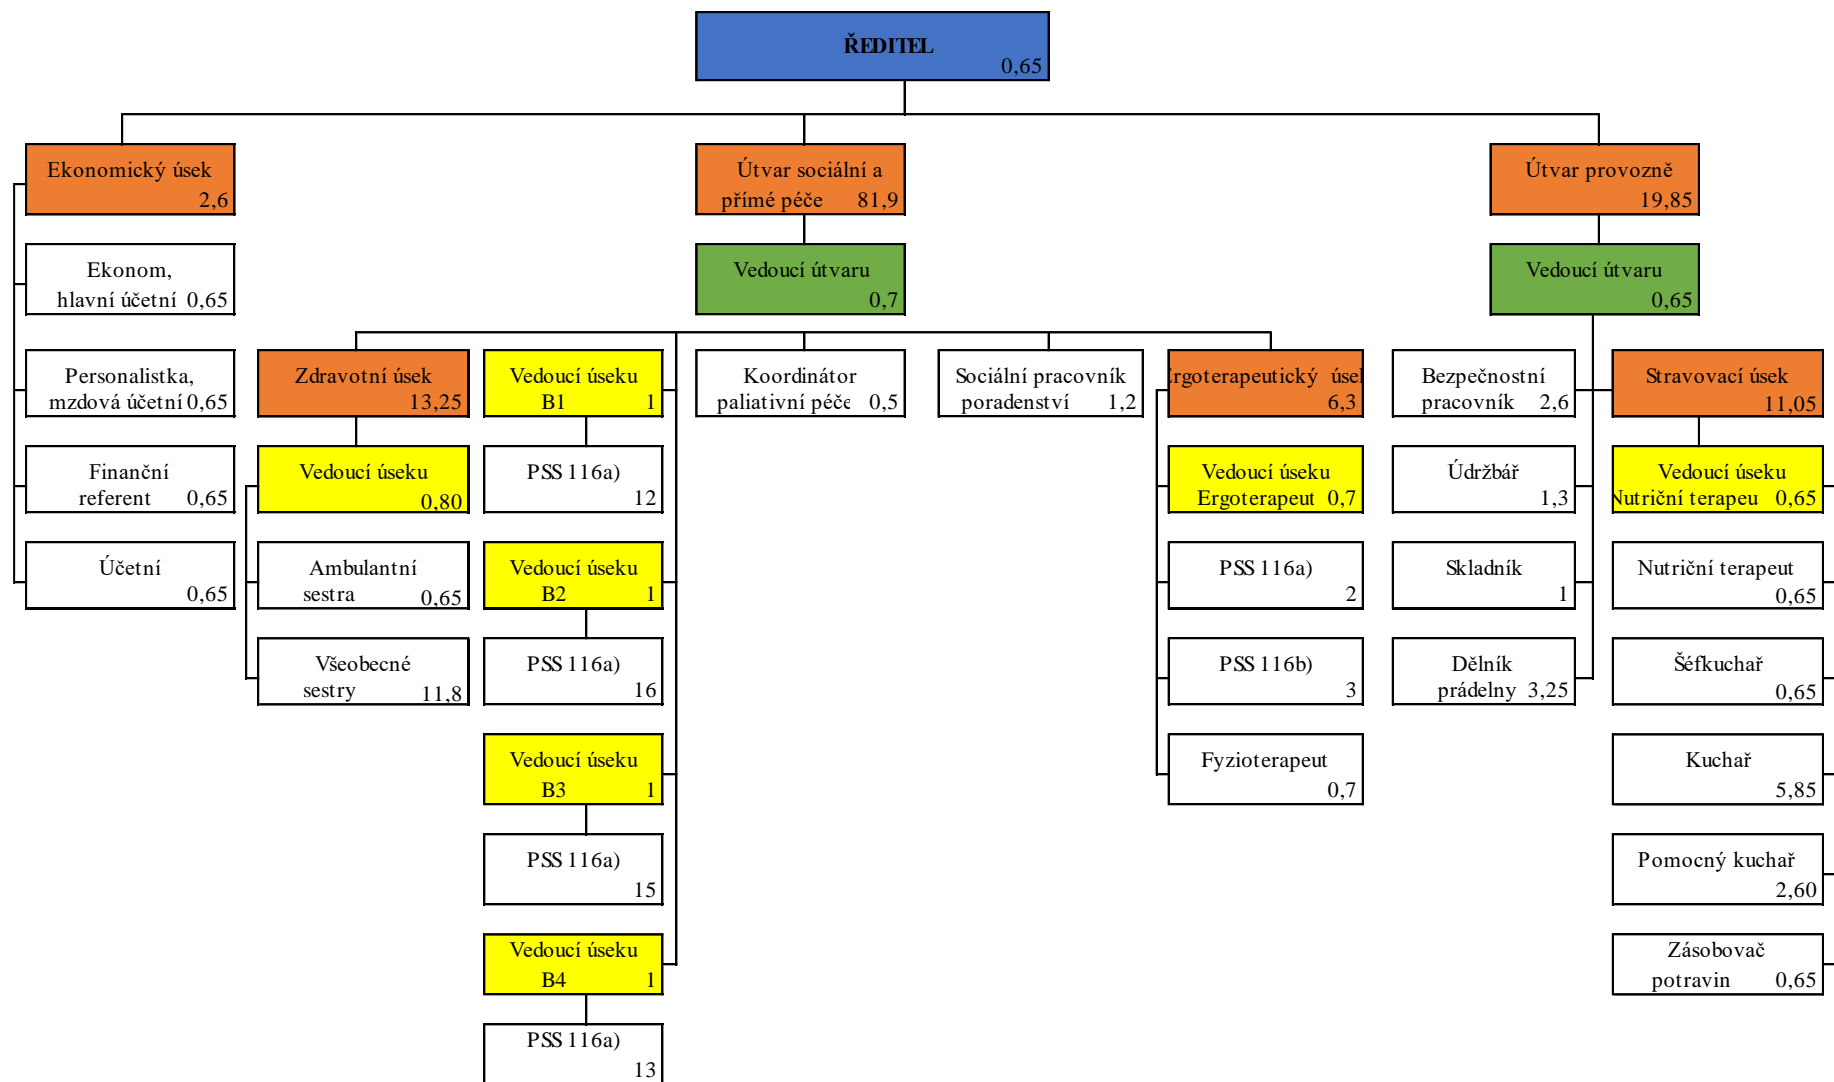 ŘEDITEL
0,65
Ekonomický úsek
2,6
Útvar sociální a
přímé péče 81,9
Útvar provozně
19,85
Ekonom,
hlavní účetní 0,65
Vedoucí útvaru
0,7
Vedoucí útvaru
0,65
Personalistka,
mzdová účetní 0,65
Zdravotní úsek
13,25
Vedoucí úseku
B1 1
Koordinátor
paliativní péče 0,5
Sociální pracovník
poradenství 1,2
Ergoterapeutický úsek
6,3
Bezpečnostní
pracovník 2,6
Stravovací úsek
11,05
Finanční
referent 0,65
Vedoucí úseku
0,80
PSS 116a)
12
Vedoucí úseku
Ergoterapeut 0,7
Údržbář
1,3
Vedoucí úseku
Nutriční terapeu 0,65
Účetní
0,65
Ambulantní
sestra 0,65
Vedoucí úseku
B2 1
PSS 116a)
2
Skladník
1
Nutriční terapeut
0,65
Všeobecné
sestry 11,8
PSS 116a)
16
PSS 116b)
3
Dělník
prádelny 3,25
Šéfkuchař
0,65
Vedoucí úseku
B3 1
Fyzioterapeut
0,7
Kuchař
5,85
PSS 116a)
15
Pomocný kuchař
2,60
Vedoucí úseku
B4 1
Zásobovač
potravin 0,65
PSS 116a)
13